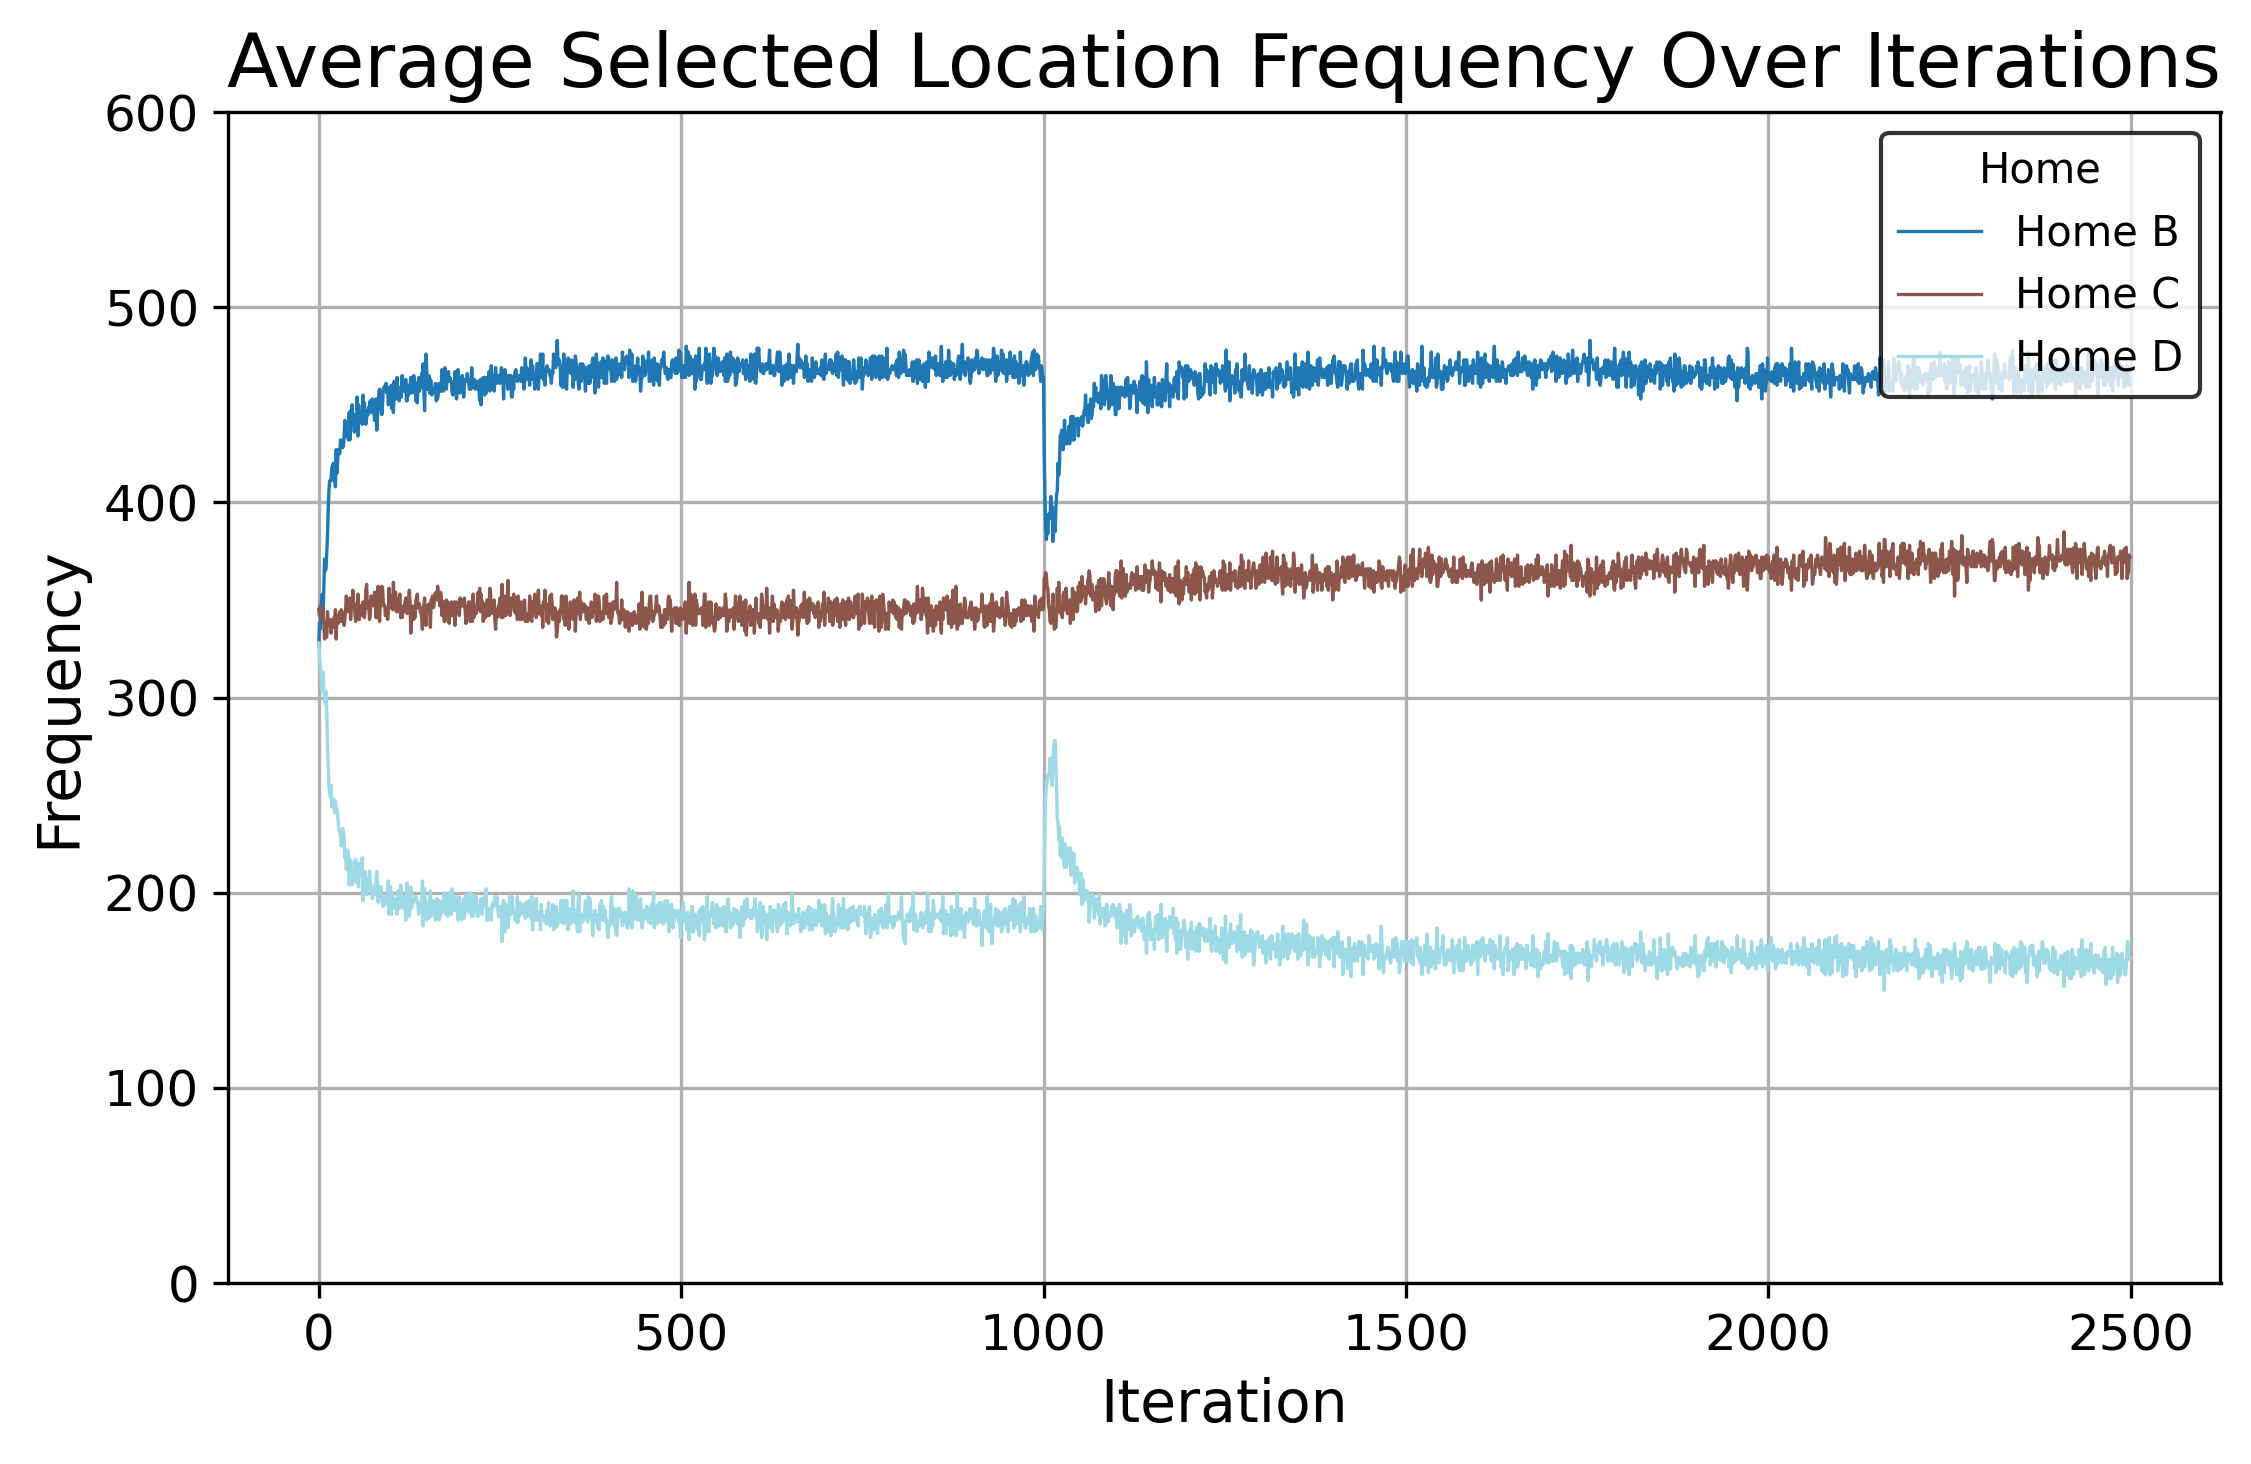 Average Selected Location Frequency Over Iterations
600
500
400
300
200
100
0
Frequency
0 500 1000 1500 2000 2500
Iteration
Home
Home B
Home C
Home D